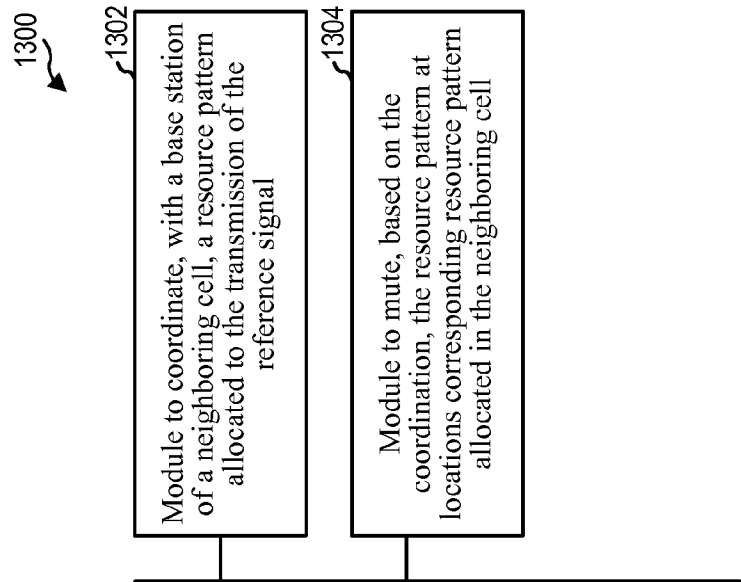 1300
1302
Module to coordinate, with a base station
of a neighboring cell, a resource pattern
allocated to the transmission of the
reference signal
1304
Module to mute, based on the
coordination, the resource pattern at
locations corresponding resource pattern
allocated in the neighboring cell